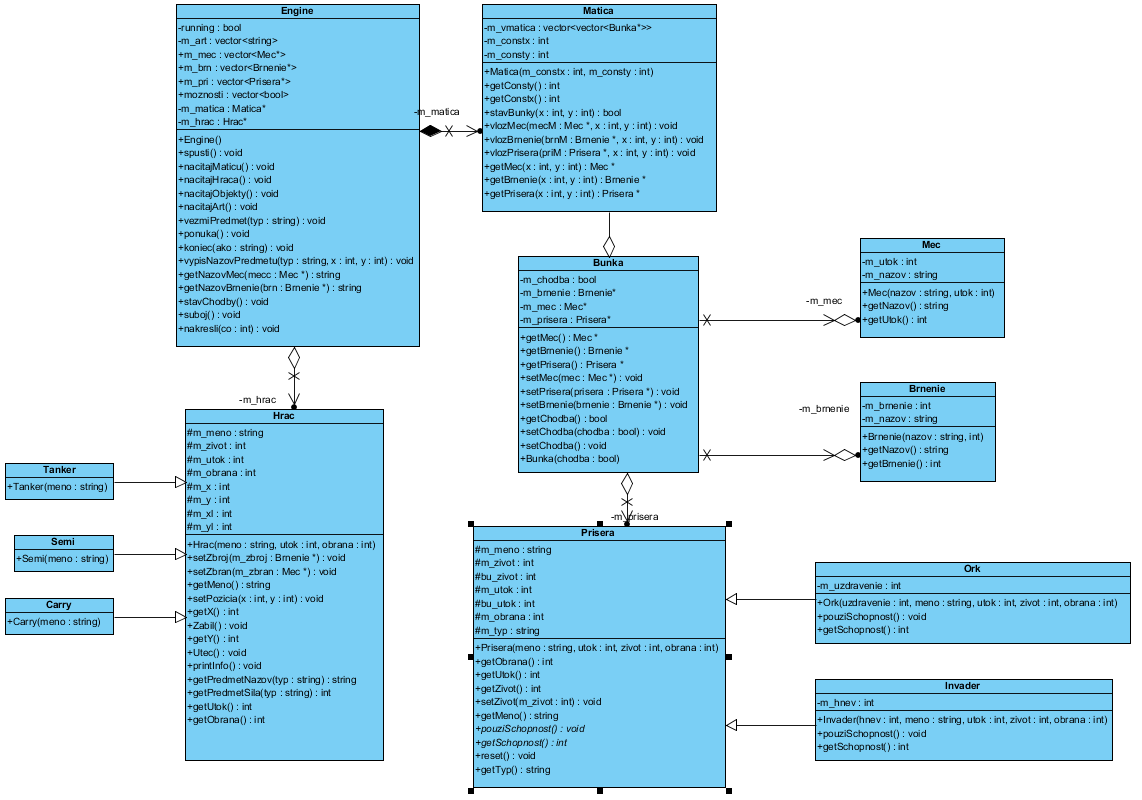 Engine
-running : bool
-m_art : vector<string>
+m_mec : vector<Mec*>
+m_brn : vector<Brnenie*>
+m_pri : vector<Prisera*>
+moznosti : vector<bool>
-m_matica : Matica*
-m_hrac : Hrac*
+Engine()
+spusti() : void
+nacitajMaticu() : void
+nacitajHraca() : void
+nacitajObjekty() : void
+nacitajArt() : void
+vezmiPredmet(typ : string) : void
+ponuka() : void
+koniec(ako : string) : void
+vypisNazovPredmetu(typ : string, x : int, y : int) : void
+getNazovMec(mecc : Mec *) : string
+getNazovBrnenie(brn : Brnenie *) : string
+stavChodby() : void
+suboj() : void
+nakresli(co : int) : void
-m_matica
Matica
-m_vmatica : vector<vector<Bunka*>>
-m_constx : int
-m_consty : int
+Matica(m_constx : int, m_consty : int)
+getConsty() : int
+getConstx() : int
+stavBunky(x : int, y : int) : bool
+vlozMec(mecM : Mec *, x : int, y : int) : void
+vlozBrnenie(brnM : Brnenie *, x : int, y : int) : void
+vlozPrisera(priM : Prisera *, x : int, y : int) : void
+getMec(x : int, y : int) : Mec *
+getBrnenie(x : int, y : int) : Brnenie *
+getPrisera(x : int, y : int) : Prisera *
Bunka
-m_chodba : bool
-m_brnenie : Brnenie*
-m_mec : Mec*
-m_prisera : Prisera*
+getMec() : Mec *
+getBrnenie() : Brnenie *
+getPrisera() : Prisera *
+setMec(mec : Mec *) : void
+setPrisera(prisera : Prisera *) : void
+setBrnenie(brnenie : Brnenie *) : void
+getChodba() : bool
+setChodba(chodba : bool) : void
+setChodba() : void
+Bunka(chodba : bool)
-m_mec
Mec
-m_utok : int
-m_nazov : string
+Mec(nazov : string, utok : int)
+getNazov() : string
+getUtok() : int
-m_brnenie
Brnenie
-m_brnenie : int
-m_nazov : string
+Brnenie(nazov : string, int)
+getNazov() : string
+getBrnenie() : int
-m_hrac
Hrac
#m_meno : string
#m_zivot : int
#m_utok : int
#m_obrana : int
#m_x : int
#m_y : int
#m_xl : int
#m_yl : int
+Hrac(meno : string, utok : int, obrana : int)
+setZbroj(m_zbroj : Brnenie *) : void
+setZbran(m_zbran : Mec *) : void
+getMeno() : string
+setPozicia(x : int, y : int) : void
+getX() : int
+Zabil() : void
+getY() : int
+Utec() : void
+printInfo() : void
+getPredmetNazov(typ : string) : string
+getPredmetSila(typ : string) : int
+getUtok() : int
+getObrana() : int
Tanker
+Tanker(meno : string)
Semi
+Semi(meno : string)
Carry
+Carry(meno : string)
-m_prisera
Prisera
#m_meno : string
#m_zivot : int
#bu_zivot : int
#m_utok : int
#bu_utok : int
#m_obrana : int
#m_typ : string
+Prisera(meno : string, utok : int, zivot : int, obrana : int)
+getObrana() : int
+getUtok() : int
+getZivot() : int
+setZivot(m_zivot : int) : void
+getMeno() : string
+pouziSchopnost() : void
+getSchopnost() : int
+reset() : void
+getTyp() : string
Ork
-m_uzdravenie : int
+Ork(uzdravenie : int, meno : string, utok : int, zivot : int, obrana : int)
+pouziSchopnost() : void
+getSchopnost() : int
Invader
-m_hnev : int
+Invader(hnev : int, meno : string, utok : int, zivot : int, obrana : int)
+pouziSchopnost() : void
+getSchopnost() : int